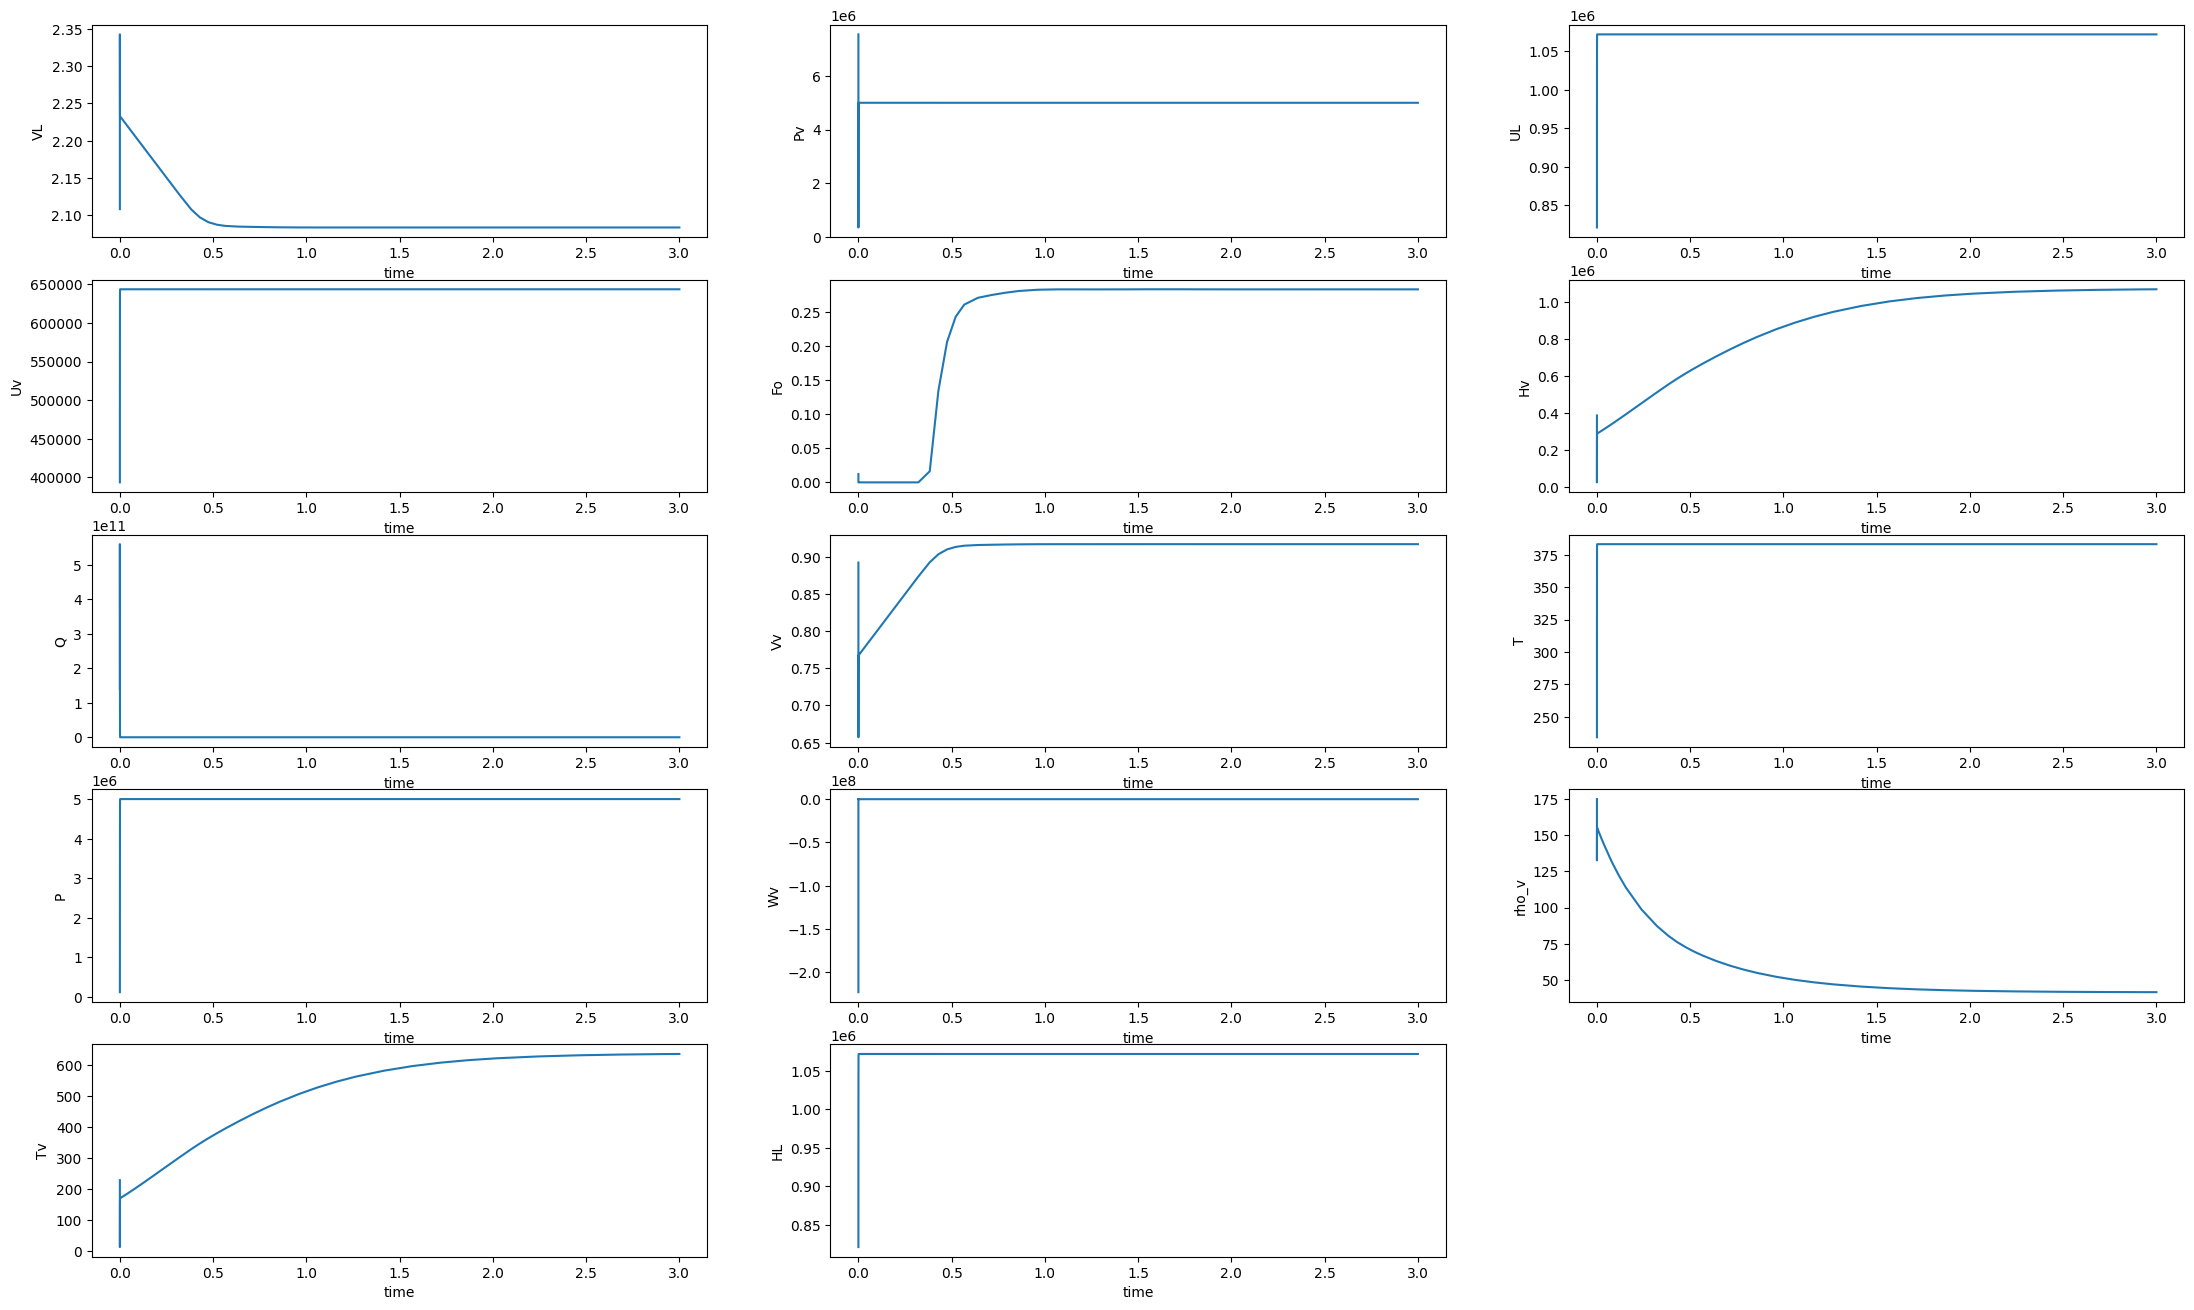 2.35
2.30
2.25
2.20
2.15
2.10
VL
0.0 0.5 1.0 1.5 2.0 2.5 3.0
time
1e6
6
4
2
0
Pv
0.0 0.5 1.0 1.5 2.0 2.5 3.0
time
1e6
1.05
1.00
0.95
0.90
0.85
UL
0.0 0.5 1.0 1.5 2.0 2.5 3.0
time
650000
600000
550000
500000
450000
400000
Uv
0.0 0.5 1.0 1.5 2.0 2.5 3.0
time
0.25
0.20
0.15
0.10
0.05
0.00
Fo
0.0 0.5 1.0 1.5 2.0 2.5 3.0
time
1e6
1.0
0.8
0.6
0.4
0.2
0.0
Hv
0.0 0.5 1.0 1.5 2.0 2.5 3.0
time
1e11
5
4
3
2
1
0
Q
0.0 0.5 1.0 1.5 2.0 2.5 3.0
time
0.90
0.85
0.80
0.75
0.70
0.65
Vv
0.0 0.5 1.0 1.5 2.0 2.5 3.0
time
375
350
325
300
275
250
T
0.0 0.5 1.0 1.5 2.0 2.5 3.0
time
1e6
5
4
3
2
1
0
P
0.0 0.5 1.0 1.5 2.0 2.5 3.0
time
1e8
0.0
−0.5
−1.0
−1.5
−2.0
Wv
0.0 0.5 1.0 1.5 2.0 2.5 3.0
time
175
150
125
100
75
50
rho_v
0.0 0.5 1.0 1.5 2.0 2.5 3.0
time
600
500
400
300
200
100
0
Tv
0.0 0.5 1.0 1.5 2.0 2.5 3.0
time
1e6
1.05
1.00
0.95
0.90
0.85
HL
0.0 0.5 1.0 1.5 2.0 2.5 3.0
time